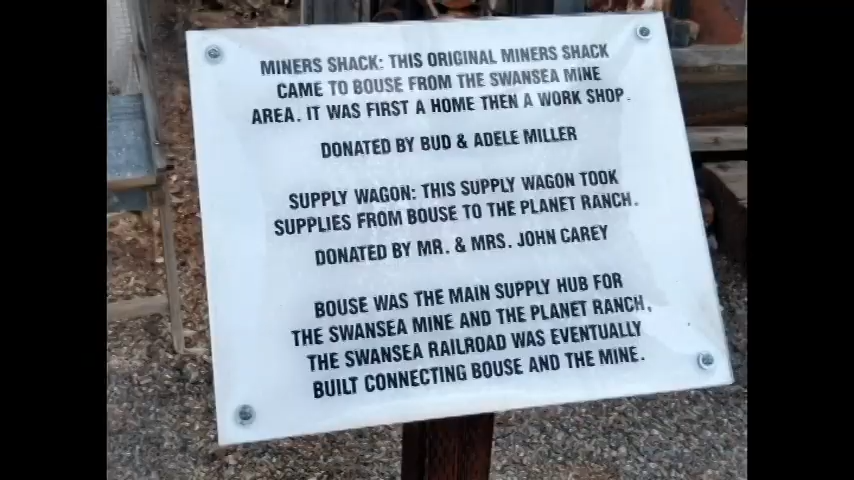 MINERS SHACK: THIS ORIGINAL MINERS SHACK
CAME TO BOUSE FROM THE SWANSEA MINE
AREA. IT WAS FIRST A HOME THEN A WORK SHOP.
DONATED BY BUD & ADELE MILLER
SUPPLY WAGON: THIS SUPPLY WAGON TOOK
SUPPLIES FROM BOUSE TO THE PLANET RANCH.
DONATED BY MR. & MRS. JOHN CAREY
BOUSE WAS THE MAIN SUPPLY HUB FOR
THE SWANSEA MINE AND THE PLANET RANCH,
THE SWANSEA RAILROAD WAS EVENTUALLY
BUILT CONNECTING BOUSE AND THE MINE.